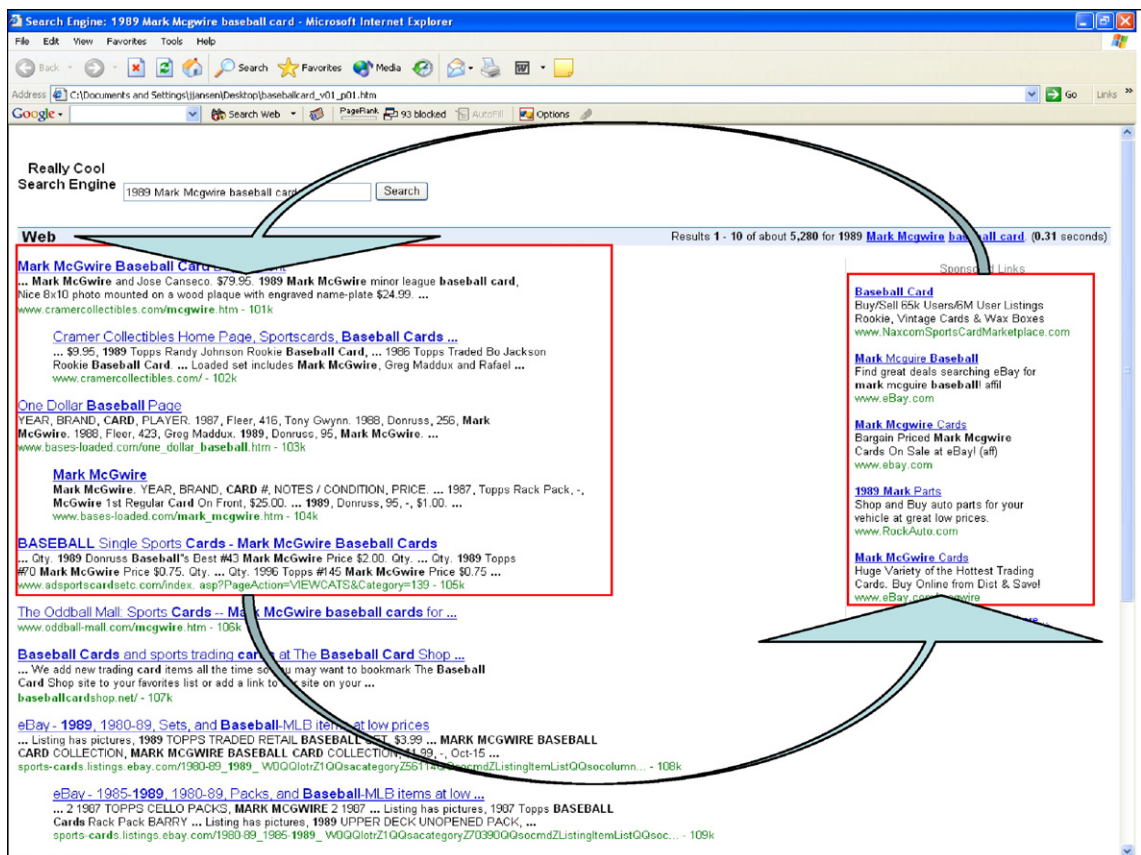 Search Engine: 1989 Mark Mcgwire baseball card - Microsoft Internet Explorer
File Edit View Favorites Tools Help
Back Search Favorites Media
Address C:\Documents and Settings\jjansen\Desktop\baseballcard_v01_p01.htm Go Links »
Google Search Web PageRank 93 blocked AutoFill Options
Really Cool
Search Engine 1989 Mark Mcgwire baseball card Search
Web Results 1 - 10 of about 5,280 for 1989 Mark Mcgwire baseball card. (0.31 seconds)
Mark McGwire Baseball Card
... Mark McGwire and Jose Canseco. $79.95. 1989 Mark McGwire minor league baseball card,
Nice 8x10 photo mounted on a wood plaque with engraved name-plate $24.99. ...
www.cramercollectibles.com/mcgwire.htm - 101k
Cramer Collectibles Home Page, Sportscards, Baseball Cards ...
... $9.95, 1989 Topps Randy Johnson Rookie Baseball Card, ... 1986 Topps Traded Bo Jackson
Rookie Baseball Card. ... Loaded set includes Mark McGwire, Greg Maddux and Rafael ...
www.cramercollectibles.com/ - 102k
One Dollar Baseball Page
YEAR, BRAND, CARD, PLAYER. 1987, Fleer, 416, Tony Gwynn. 1988, Donruss, 256, Mark
McGwire. 1988, Fleer, 423, Greg Maddux. 1989, Donruss, 95, Mark McGwire. ...
www.bases-loaded.com/one_dollar_baseball.htm - 103k
Mark McGwire
Mark McGwire. YEAR, BRAND, CARD #, NOTES / CONDITION, PRICE. ... 1987, Topps Rack Pack, -,
McGwire 1st Regular Card On Front, $25.00. ... 1989, Donruss, 95, -, $1.00. ...
www.bases-loaded.com/mark_mcgwire.htm - 104k
BASEBALL Single Sports Cards - Mark McGwire Baseball Cards
... Qty. 1989 Donruss Baseball"s Best #43 Mark McGwire Price $2.00. Qty. ... Qty. 1989 Topps
#70 Mark McGwire Price $0.75. Qty. ... Qty. 1996 Topps #145 Mark McGwire Price $0.75 ...
www.adsportscardsetc.com/index. asp?PageAction=VIEWCATS&Category=139 - 105k
The Oddball Mall: Sports Cards -- Mark McGwire baseball cards for ...
www.oddball-mall.com/mcgwire.htm - 106k
Baseball Cards and sports trading cards at The Baseball Card Shop ...
... We add new trading card items all the time so you may want to bookmark The Baseball
Card Shop site to your favorites list or add a link to our site on your ...
baseballcardshop.net/ - 107k
eBay - 1989, 1980-89, Sets, and Baseball-MLB items at low prices
... Listing has pictures, 1989 TOPPS TRADED RETAIL BASEBALL SET, $3.99 ... MARK MCGWIRE BASEBALL
CARD COLLECTION, MARK MCGWIRE BASEBALL CARD COLLECTION, $1.99, -, Oct-15 ...
sports-cards.listings.ebay.com/1980-89_1989_ W0QQlotrZ1QQsacategoryZ56114QQsocmdZListingItemListQQsocolumn... - 108k
eBay - 1985-1989, 1980-89, Packs, and Baseball-MLB items at low ...
... 2 1987 TOPPS CELLO PACKS, MARK MCGWIRE 2 1987 ... Listing has pictures, 1987 Topps BASEBALL
Cards Rack Pack BARRY ... Listing has pictures, 1989 UPPER DECK UNOPENED PACK, ...
sports-cards.listings.ebay.com/1980-89_1985-1989_ W0QQlotrZ1QQsacategoryZ70390QQsocmdZListingItemListQQsoc... - 109k
Sponsored Links
Baseball Card
Buy/Sell 65k Users/6M User Listings
Rookie, Vintage Cards & Wax Boxes
www.NaxcomSportsCardMarketplace.com
Mark Mcguire Baseball
Find great deals searching eBay for
mark mcguire baseball! affil
www.eBay.com
Mark Mcgwire Cards
Bargain Priced Mark Mcgwire
Cards On Sale at eBay! (aff)
www.ebay.com
1989 Mark Parts
Shop and Buy auto parts for your
vehicle at great low prices.
www.RockAuto.com
Mark McGwire Cards
Huge Variety of the Hottest Trading
Cards. Buy Online from Dist & Save!
www.eBay.com/mcgwire